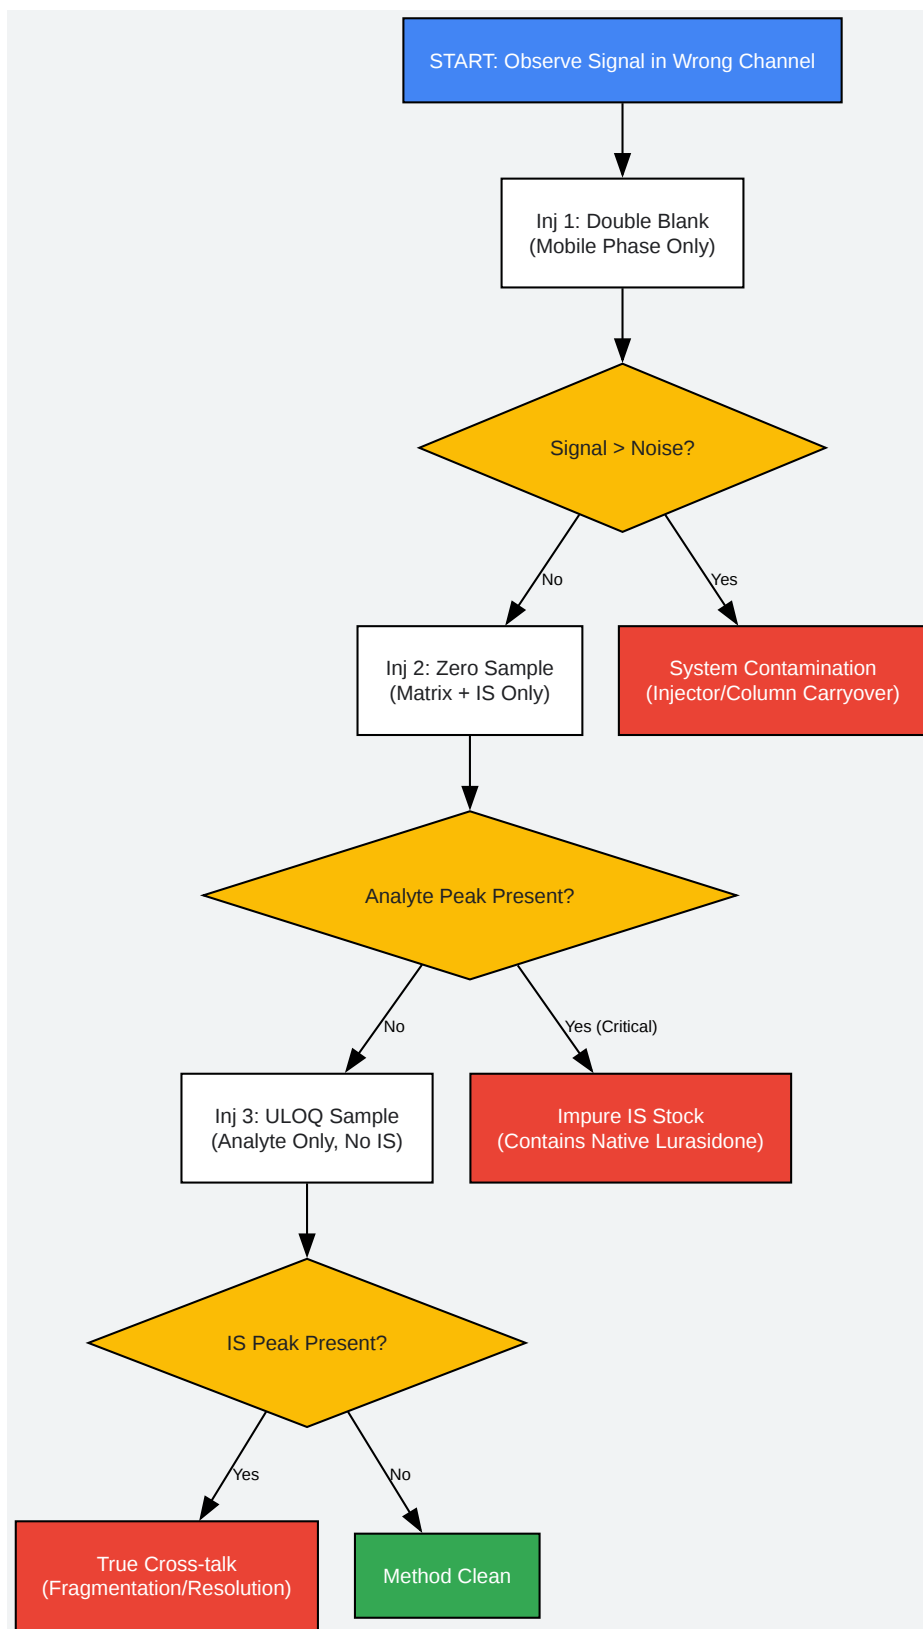 START: Observe Signal in Wrong Channel
Inj 1: Double Blank
(Mobile Phase Only)
Signal > Noise?
No
Yes
Inj 2: Zero Sample
(Matrix + IS Only)
System Contamination
(Injector/Column Carryover)
Analyte Peak Present?
No
Yes (Critical)
Inj 3: ULOQ Sample
(Analyte Only, No IS)
Impure IS Stock
(Contains Native Lurasidone)
IS Peak Present?
Yes
No
True Cross-talk
(Fragmentation/Resolution)
Method Clean